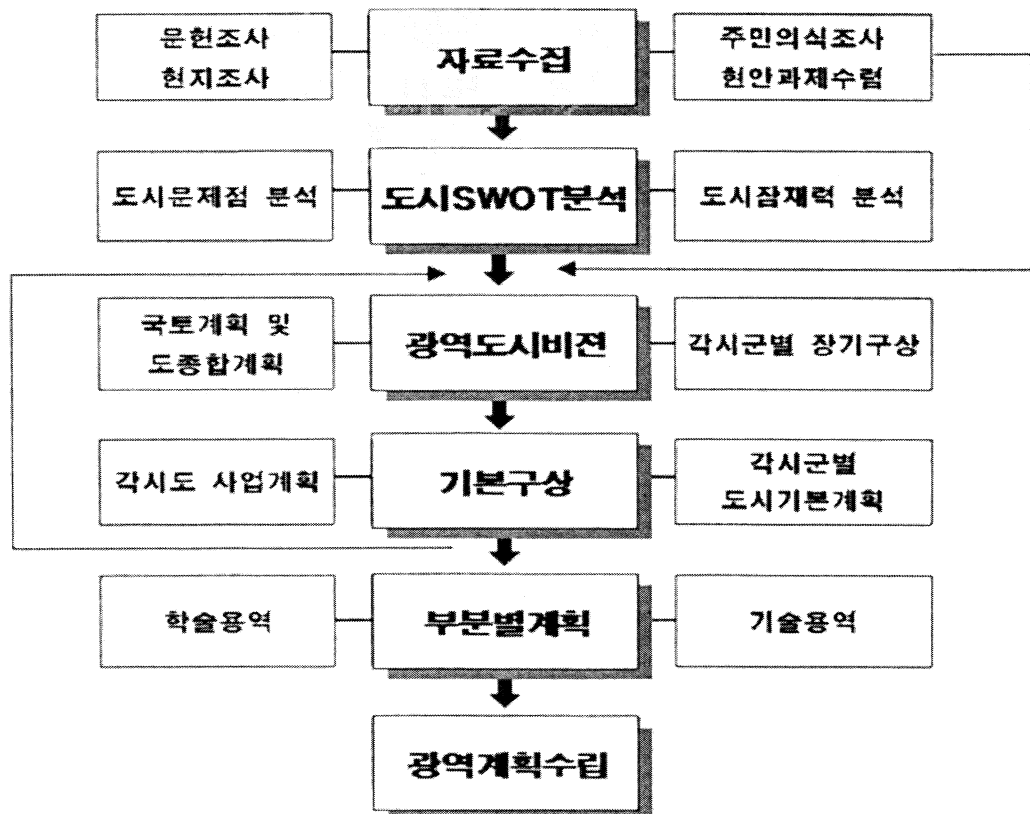 문헌조사
현지조사
자료수집
주민의식조사
현안과제수렴
도시문제점 분석
도시SWOT분석
도시잠재력 분석
국토계획 및
도종합계획
광역도시비젼
각시군별 장기구상
각시도 사업계획
기본구상
각시군별
도시기본계획
학술용역
부분별계획
기술용역
광역계획수립